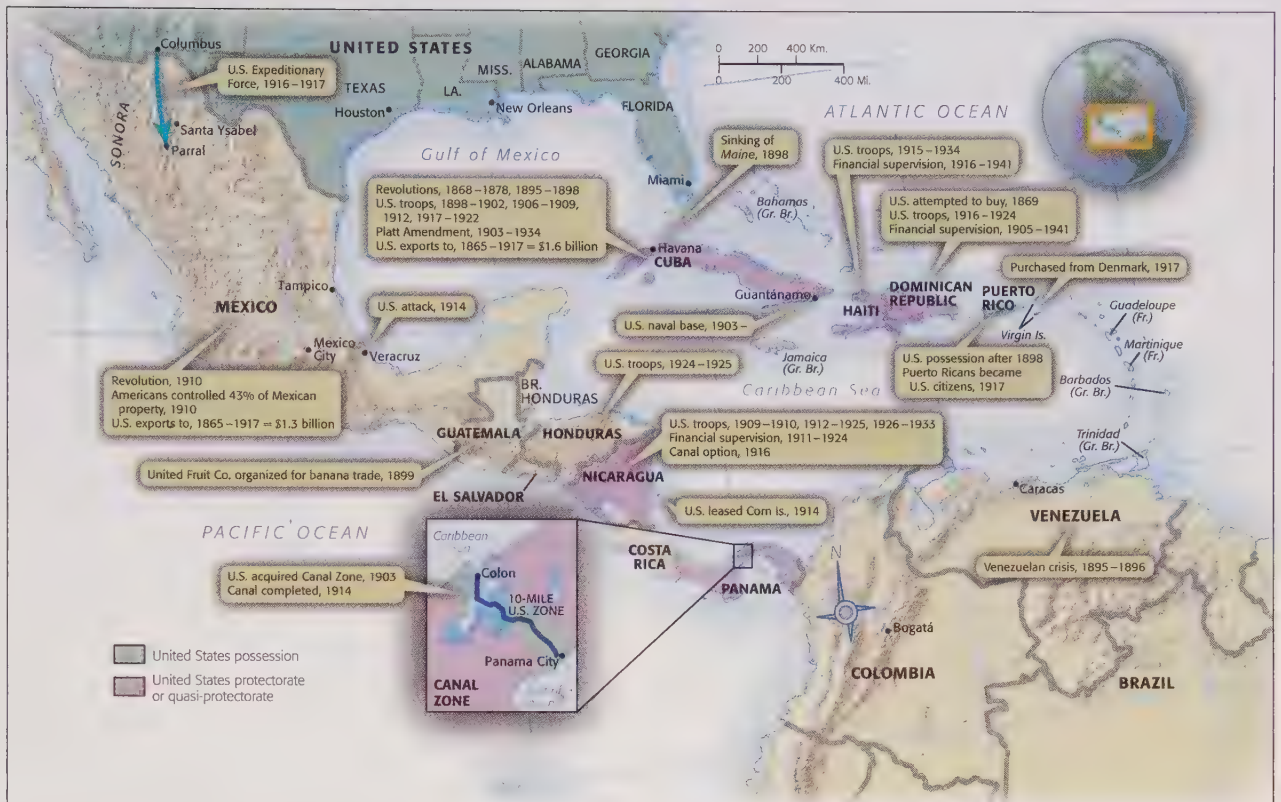 Columbus
UNITED STATES
MISS.
ALABAMA
GEORGIA
0 200 400 Km.
0 200 400 Mi.
U.S. Expeditionary
Force, 1916–1917
TEXAS
LA.
Houston
New Orleans
FLORIDA
ATLANTIC OCEAN
SONORA
Santa Ysabel
Parral
Gulf of Mexico
Sinking of
Maine, 1898
U.S. troops, 1915–1934
Financial supervision, 1916–1941
Miami
Revolutions, 1868–1878, 1895–1898
U.S. troops, 1898–1902, 1906–1909,
1912, 1917–1922
Platt Amendment, 1903–1934
U.S. exports to, 1865–1917 = $1.6 billion
Bahamas
(Gr. Br.)
U.S. attempted to buy, 1869
U.S. troops, 1916–1924
Financial supervision, 1905–1941
Havana
CUBA
Purchased from Denmark, 1917
Tampico
MEXICO
Guantánamo
HAITI
DOMINICAN
REPUBLIC
PUERTO
RICO
Virgin Is.
Guadeloupe
(Fr.)
Martinique
(Fr.)
U.S. attack, 1914
U.S. naval base, 1903–
Mexico
City
Veracruz
Jamaica
(Gr. Br.)
U.S. possession after 1898
Puerto Ricans became
U.S. citizens, 1917
Barbados
(Gr. Br.)
Revolution, 1910
Americans controlled 43% of Mexican
property, 1910
U.S. exports to, 1865–1917 = $1.3 billion
U.S. troops, 1924–1925
BR.
HONDURAS
Caribbean Sea
GUATEMALA
HONDURAS
U.S. troops, 1909–1910, 1912–1925, 1926–1933
Financial supervision, 1911–1924
Canal option, 1916
Trinidad
(Gr. Br.)
United Fruit Co. organized for banana trade, 1899
NICARAGUA
EL SALVADOR
Caracas
VENEZUELA
U.S. leased Corn Is., 1914
PACIFIC OCEAN
Caribbean
COSTA
RICA
PANAMA
N
Venezuelan crisis, 1895–1896
U.S. acquired Canal Zone, 1903
Canal completed, 1914
Colon
10-MILE
U.S. ZONE
Panama City
CANAL
ZONE
Bogatá
COLOMBIA
BRAZIL
United States possession
United States protectorate
or quasi-protectorate